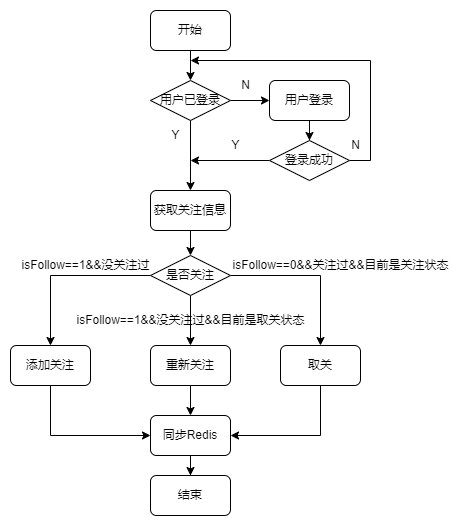 开始
用户已登录
N
用户登录
Y
Y
登录成功
N
获取关注信息
isFollow==1&&没关注过
是否关注
isFollow==0&&关注过&&目前是关注状态
isFollow==1&&没关注过&&目前是取关状态
添加关注
重新关注
取关
同步Redis
结束